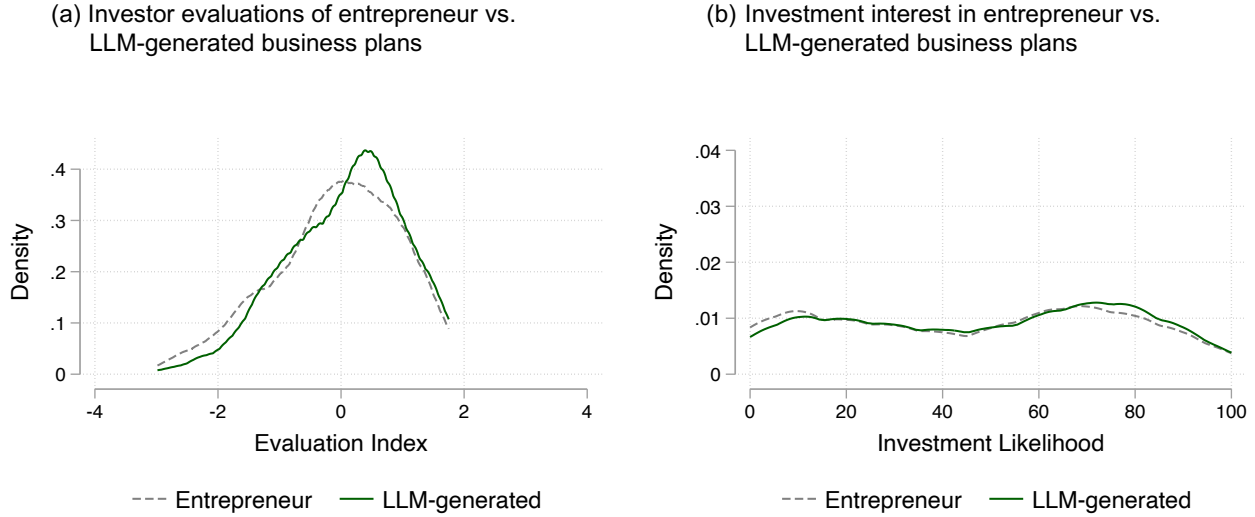 (a) Investor evaluations of entrepreneur vs.
LLM-generated business plans
.4
.3
.2
.1
0
Density
-4
-2
0
2
4
Evaluation Index
Entrepreneur
LLM-generated
(b) Investment interest in entrepreneur vs.
LLM-generated business plans
.04
.03
.02
.01
0
Density
0
20
40
60
80
100
Investment Likelihood
Entrepreneur
LLM-generated